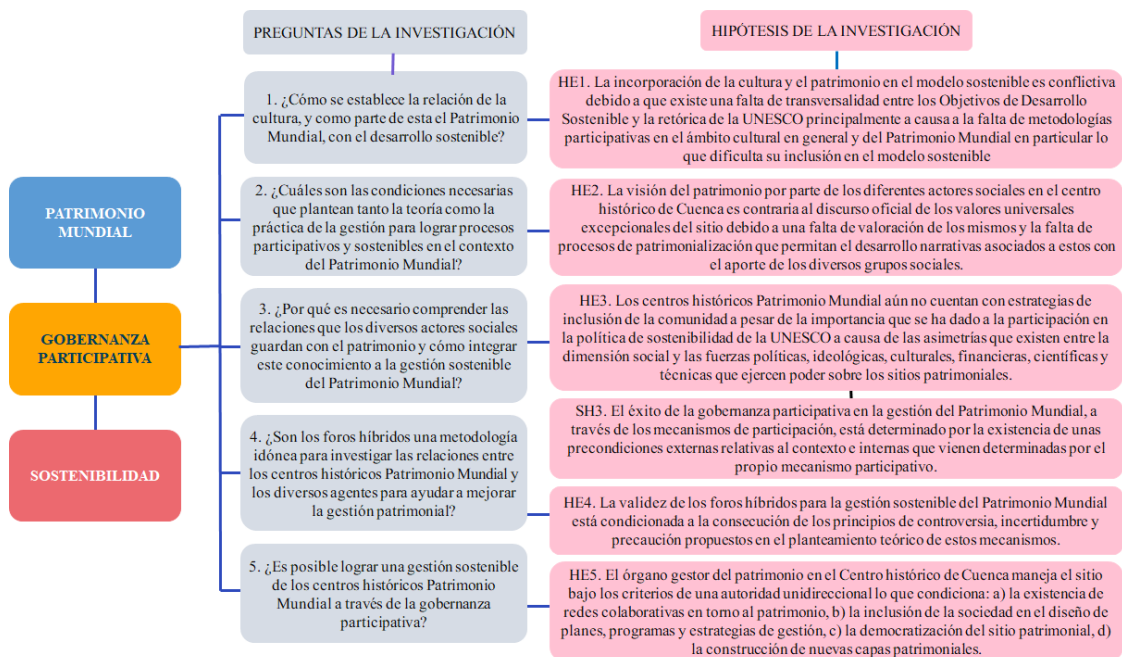 PREGUNTAS DE LA INVESTIGACIÓN
HIPÓTESIS DE LA INVESTIGACIÓN
PATRIMONIO
MUNDIAL
GOBERNANZA
PARTICIPATIVA
SOSTENIBILIDAD
1. ¿Cómo se establece la relación de la
cultura, y como parte de esta el Patrimonio
Mundial, con el desarrollo sostenible?
HE1. La incorporación de la cultura y el patrimonio en el modelo sostenible es conflictiva
debido a que existe una falta de transversalidad entre los Objetivos de Desarrollo
Sostenible y la retórica de la UNESCO principalmente a causa a la falta de metodologías
participativas en el ámbito cultural en general y del Patrimonio Mundial en particular lo
que dificulta su inclusión en el modelo sostenible
2. ¿Cuáles son las condiciones necesarias
que plantean tanto la teoría como la
práctica de la gestión para lograr procesos
participativos y sostenibles en el contexto
del Patrimonio Mundial?
HE2. La visión del patrimonio por parte de los diferentes actores sociales en el centro
histórico de Cuenca es contraria al discurso oficial de los valores universales
excepcionales del sitio debido a una falta de valoración de los mismos y la falta de
procesos de patrimonialización que permitan el desarrollo narrativas asociados a estos con
el aporte de los diversos grupos sociales.
3. ¿Por qué es necesario comprender las
relaciones que los diversos actores sociales
guardan con el patrimonio y cómo integrar
este conocimiento a la gestión sostenible
del Patrimonio Mundial?
HE3. Los centros históricos Patrimonio Mundial aún no cuentan con estrategias de
inclusión de la comunidad a pesar de la importancia que se ha dado a la participación en
la política de sostenibilidad de la UNESCO a causa de las asimetrías que existen entre la
dimensión social y las fuerzas políticas, ideológicas, culturales, financieras, científicas y
técnicas que ejercen poder sobre los sitios patrimoniales.
SH3. El éxito de la gobernanza participativa en la gestión del Patrimonio Mundial, a
través de los mecanismos de participación, está determinado por la existencia de unas
precondiciones externas relativas al contexto e internas que vienen determinadas por el
propio mecanismo participativo.
4. ¿Son los foros híbridos una metodología
idónea para investigar las relaciones entre
los centros históricos Patrimonio Mundial y
los diversos agentes para ayudar a mejorar
la gestión patrimonial?
HE4. La validez de los foros híbridos para la gestión sostenible del Patrimonio Mundial
está condicionada a la consecución de los principios de controversia, incertidumbre y
precaución propuestos en el planteamiento teórico de estos mecanismos.
5. ¿Es posible lograr una gestión sostenible
de los centros históricos Patrimonio
Mundial a través de la gobernanza
participativa?
HE5. El órgano gestor del patrimonio en el Centro histórico de Cuenca maneja el sitio
bajo los criterios de una autoridad unidireccional lo que condiciona: a) la existencia de
redes colaborativas en torno al patrimonio, b) la inclusión de la sociedad en el diseño de
planes, programas y estrategias de gestión, c) la democratización del sitio patrimonial, d)
la construcción de nuevas capas patrimoniales.